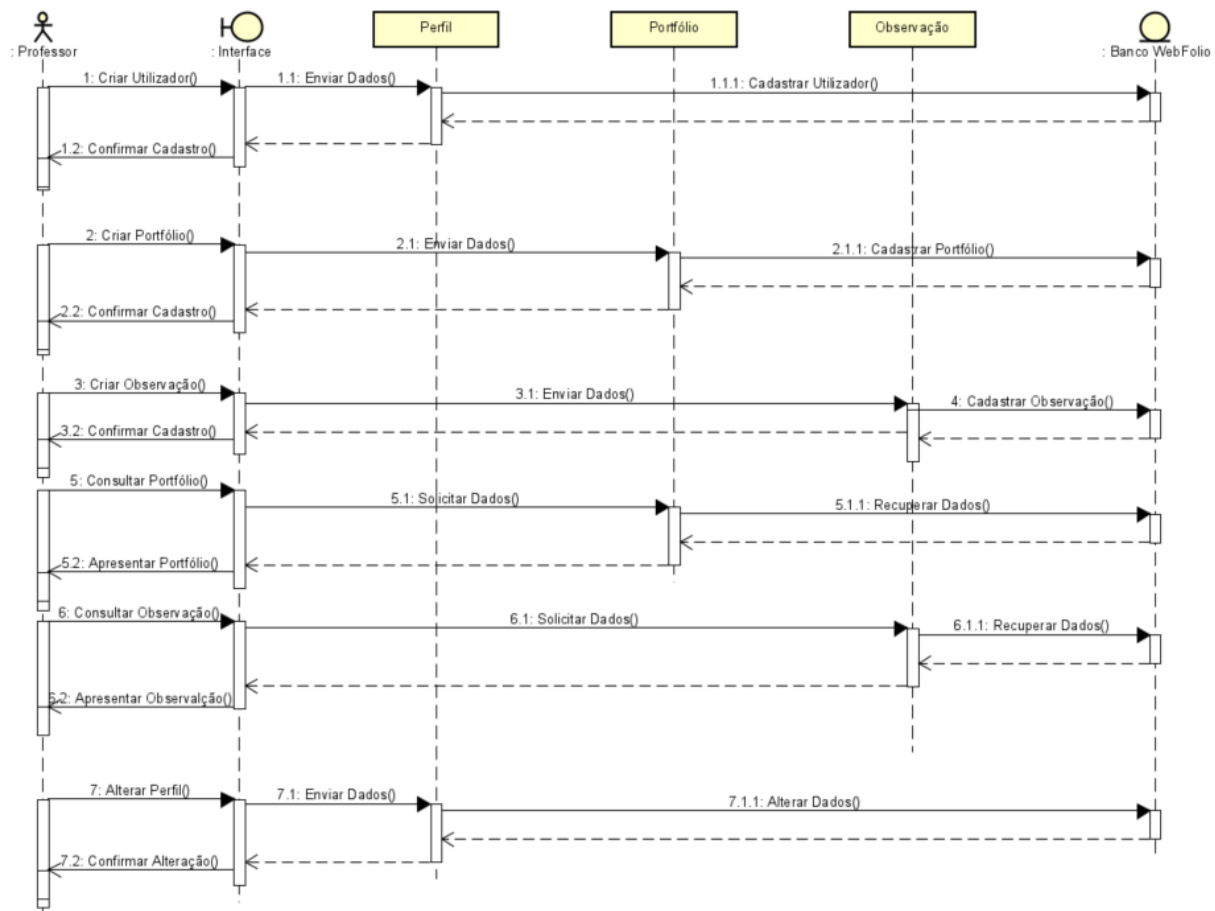 Perfil
Portfólio
Observação
: Professor
: Interface
: Banco WebFolio
1: Criar Utilizador()
1.1: Enviar Dados()
1.1.1: Cadastrar Utilizador()
1.2: Confirmar Cadastro()
2: Criar Portfólio()
2.1: Enviar Dados()
2.1.1: Cadastrar Portfólio()
2.2: Confirmar Cadastro()
3: Criar Observação()
3.1: Enviar Dados()
4: Cadastrar Observação()
3.2: Confirmar Cadastro()
5: Consultar Portfólio()
5.1: Solicitar Dados()
5.1.1: Recuperar Dados()
5.2: Apresentar Portfólio()
6: Consultar Observação()
6.1: Solicitar Dados()
6.1.1: Recuperar Dados()
6.2: Apresentar Observalção()
7: Alterar Perfil()
7.1: Enviar Dados()
7.1.1: Alterar Dados()
7.2: Confirmar Alteração()